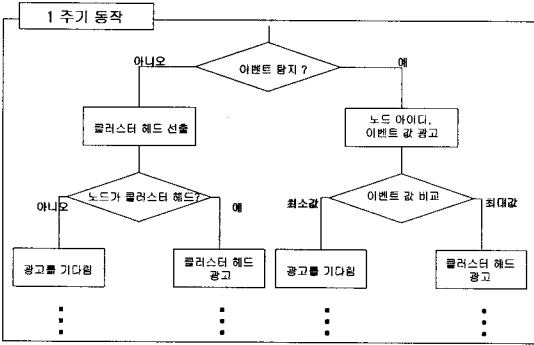 1 주기 동작
이벤트 탐지 ?
아니오
예
클러스터 헤드 선출
노드 아이디,
이벤트 값 광고
노드가 클러스터 헤드?
이벤트 값 비교
아니오
예
최소값
최대값
광고를 기다림
클러스터 헤드
광고
광고를 기다림
클러스터 헤드
광고